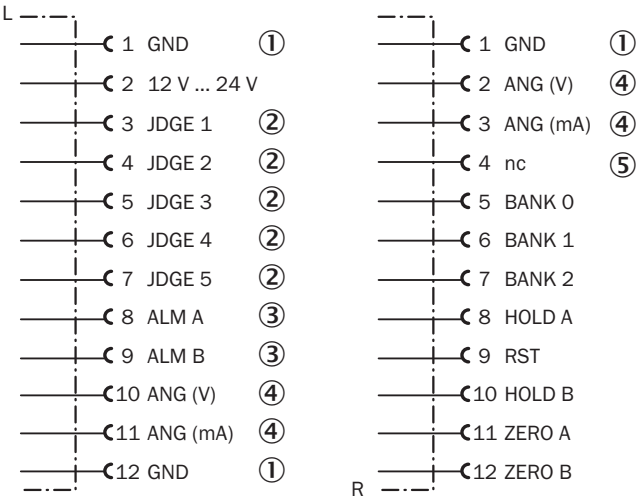 L
1 GND ①
2 12 V ... 24 V
3 JDGE 1 ②
4 JDGE 2 ②
5 JDGE 3 ②
6 JDGE 4 ②
7 JDGE 5 ②
8 ALM A ③
9 ALM B ③
10 ANG (V) ④
11 ANG (mA) ④
12 GND ①
1 GND ①
2 ANG (V) ④
3 ANG (mA) ④
4 nc ⑤
5 BANK 0
6 BANK 1
7 BANK 2
8 HOLD A
9 RST
10 HOLD B
11 ZERO A
12 ZERO B
R